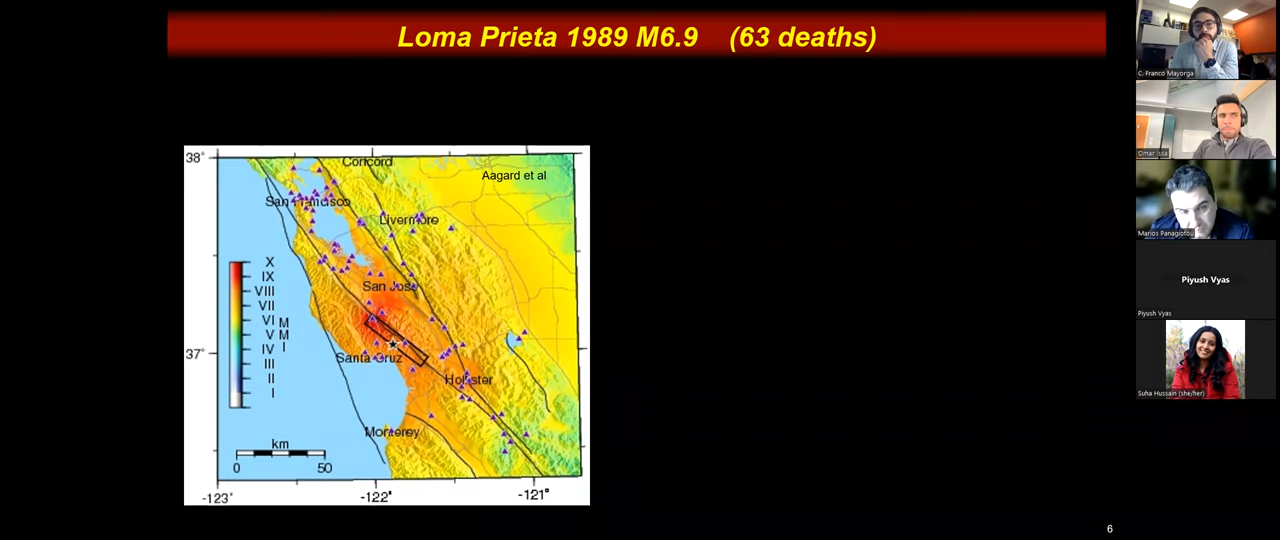 Loma Prieta 1989 M6.9 (63 deaths)
38°
Concord
Aagard et al
San Francisco
Livermore
X
IX
San Jose
VIII
VII
VI
M
V
M
IV
I
37°
Santa Cruz
III
II
Hollister
I
Monterey
km
0
50
-123°
-122°
-121°
6
C. Franco Mayorga
Omar Issa
Marios Panagiotou
Piyush Vyas
Piyush Vyas
Suha Hussain (she/her)